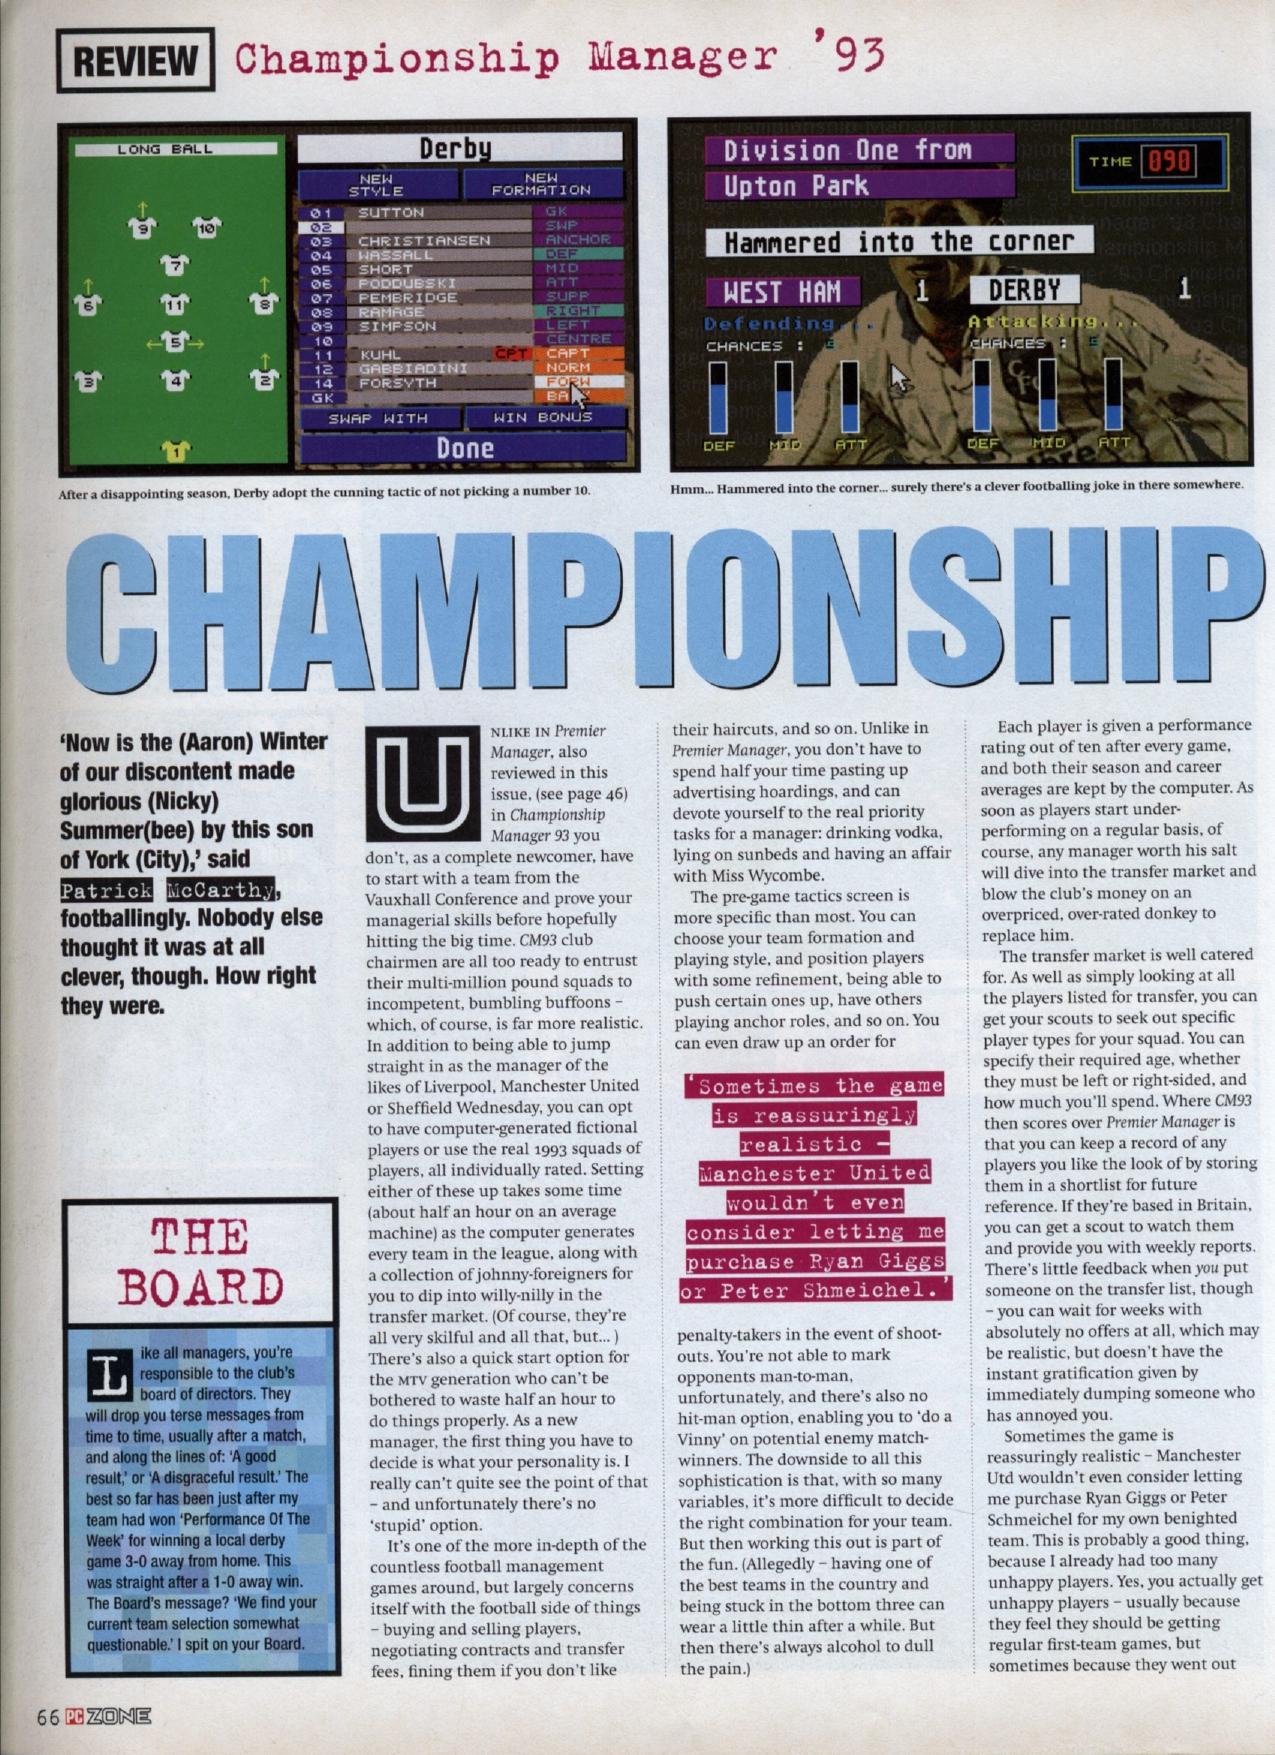 REVIEW Championship Manager '93
LONG BALL
9 10
7
6 11 8
5
3 4 2
1
Derby
NEW STYLE NEW FORMATION
01 SUTTON GK
02 SWP
03 CHRISTIANSEN ANCHOR
04 WASSALL DEF
05 SHORT MID
06 PODDUBSKI ATT
07 PEMBRIDGE SUPP
08 RAMAGE RIGHT
09 SIMPSON LEFT
10 CENTRE
11 KUHL CPT CAPT
12 GABBIADINI NORM
14 FORSYTH FORW
GK
SWAP WITH WIN BONUS
Done
Division One from
Upton Park
TIME 090
Hammered into the corner
WEST HAM 1 DERBY 1
Defending... Attacking...
CHANCES : CHANCES :
DEF MID ATT DEF MID ATT
After a disappointing season, Derby adopt the cunning tactic of not picking a number 10.
Hmm... Hammered into the corner... surely there's a clever footballing joke in there somewhere.
CHAMPIONSHIP
'Now is the (Aaron) Winter
of our discontent made
glorious (Nicky)
Summer(bee) by this son
of York (City),' said
Patrick McCarthy,
footballingly. Nobody else
thought it was at all
clever, though. How right
they were.
THE
BOARD
Like all managers, you're
responsible to the club's
board of directors. They
will drop you terse messages from
time to time, usually after a match,
and along the lines of: 'A good
result,' or 'A disgraceful result.' The
best so far has been just after my
team had won 'Performance Of The
Week' for winning a local derby
game 3-0 away from home. This
was straight after a 1-0 away win.
The Board's message? 'We find your
current team selection somewhat
questionable.' I spit on your Board.
UNLIKE IN Premier
Manager, also
reviewed in this
issue, (see page 46)
in Championship
Manager 93 you
don't, as a complete newcomer, have
to start with a team from the
Vauxhall Conference and prove your
managerial skills before hopefully
hitting the big time. CM93 club
chairmen are all too ready to entrust
their multi-million pound squads to
incompetent, bumbling buffoons –
which, of course, is far more realistic.
In addition to being able to jump
straight in as the manager of the
likes of Liverpool, Manchester United
or Sheffield Wednesday, you can opt
to have computer-generated fictional
players or use the real 1993 squads of
players, all individually rated. Setting
either of these up takes some time
(about half an hour on an average
machine) as the computer generates
every team in the league, along with
a collection of johnny-foreigners for
you to dip into willy-nilly in the
transfer market. (Of course, they're
all very skilful and all that, but... )
There's also a quick start option for
the MTV generation who can't be
bothered to waste half an hour to
do things properly. As a new
manager, the first thing you have to
decide is what your personality is. I
really can't quite see the point of that
– and unfortunately there's no
'stupid' option.
It's one of the more in-depth of the
countless football management
games around, but largely concerns
itself with the football side of things
– buying and selling players,
negotiating contracts and transfer
fees, fining them if you don't like
their haircuts, and so on. Unlike in
Premier Manager, you don't have to
spend half your time pasting up
advertising hoardings, and can
devote yourself to the real priority
tasks for a manager: drinking vodka,
lying on sunbeds and having an affair
with Miss Wycombe.
The pre-game tactics screen is
more specific than most. You can
choose your team formation and
playing style, and position players
with some refinement, being able to
push certain ones up, have others
playing anchor roles, and so on. You
can even draw up an order for
'Sometimes the game
is reassuringly
realistic –
Manchester United
wouldn't even
consider letting me
purchase Ryan Giggs
or Peter Shmeichel.'
penalty-takers in the event of shoot-
outs. You're not able to mark
opponents man-to-man,
unfortunately, and there's also no
hit-man option, enabling you to 'do a
Vinny' on potential enemy match-
winners. The downside to all this
sophistication is that, with so many
variables, it's more difficult to decide
the right combination for your team.
But then working this out is part of
the fun. (Allegedly – having one of
the best teams in the country and
being stuck in the bottom three can
wear a little thin after a while. But
then there's always alcohol to dull
the pain.)
Each player is given a performance
rating out of ten after every game,
and both their season and career
averages are kept by the computer. As
soon as players start under-
performing on a regular basis, of
course, any manager worth his salt
will dive into the transfer market and
blow the club's money on an
overpriced, over-rated donkey to
replace him.
The transfer market is well catered
for. As well as simply looking at all
the players listed for transfer, you can
get your scouts to seek out specific
player types for your squad. You can
specify their required age, whether
they must be left or right-sided, and
how much you'll spend. Where CM93
then scores over Premier Manager is
that you can keep a record of any
players you like the look of by storing
them in a shortlist for future
reference. If they're based in Britain,
you can get a scout to watch them
and provide you with weekly reports.
There's little feedback when you put
someone on the transfer list, though
– you can wait for weeks with
absolutely no offers at all, which may
be realistic, but doesn't have the
instant gratification given by
immediately dumping someone who
has annoyed you.
Sometimes the game is
reassuringly realistic – Manchester
Utd wouldn't even consider letting
me purchase Ryan Giggs or Peter
Schmeichel for my own benighted
team. This is probably a good thing,
because I already had too many
unhappy players. Yes, you actually get
unhappy players – usually because
they feel they should be getting
regular first-team games, but
sometimes because they went out
66 PC ZONE